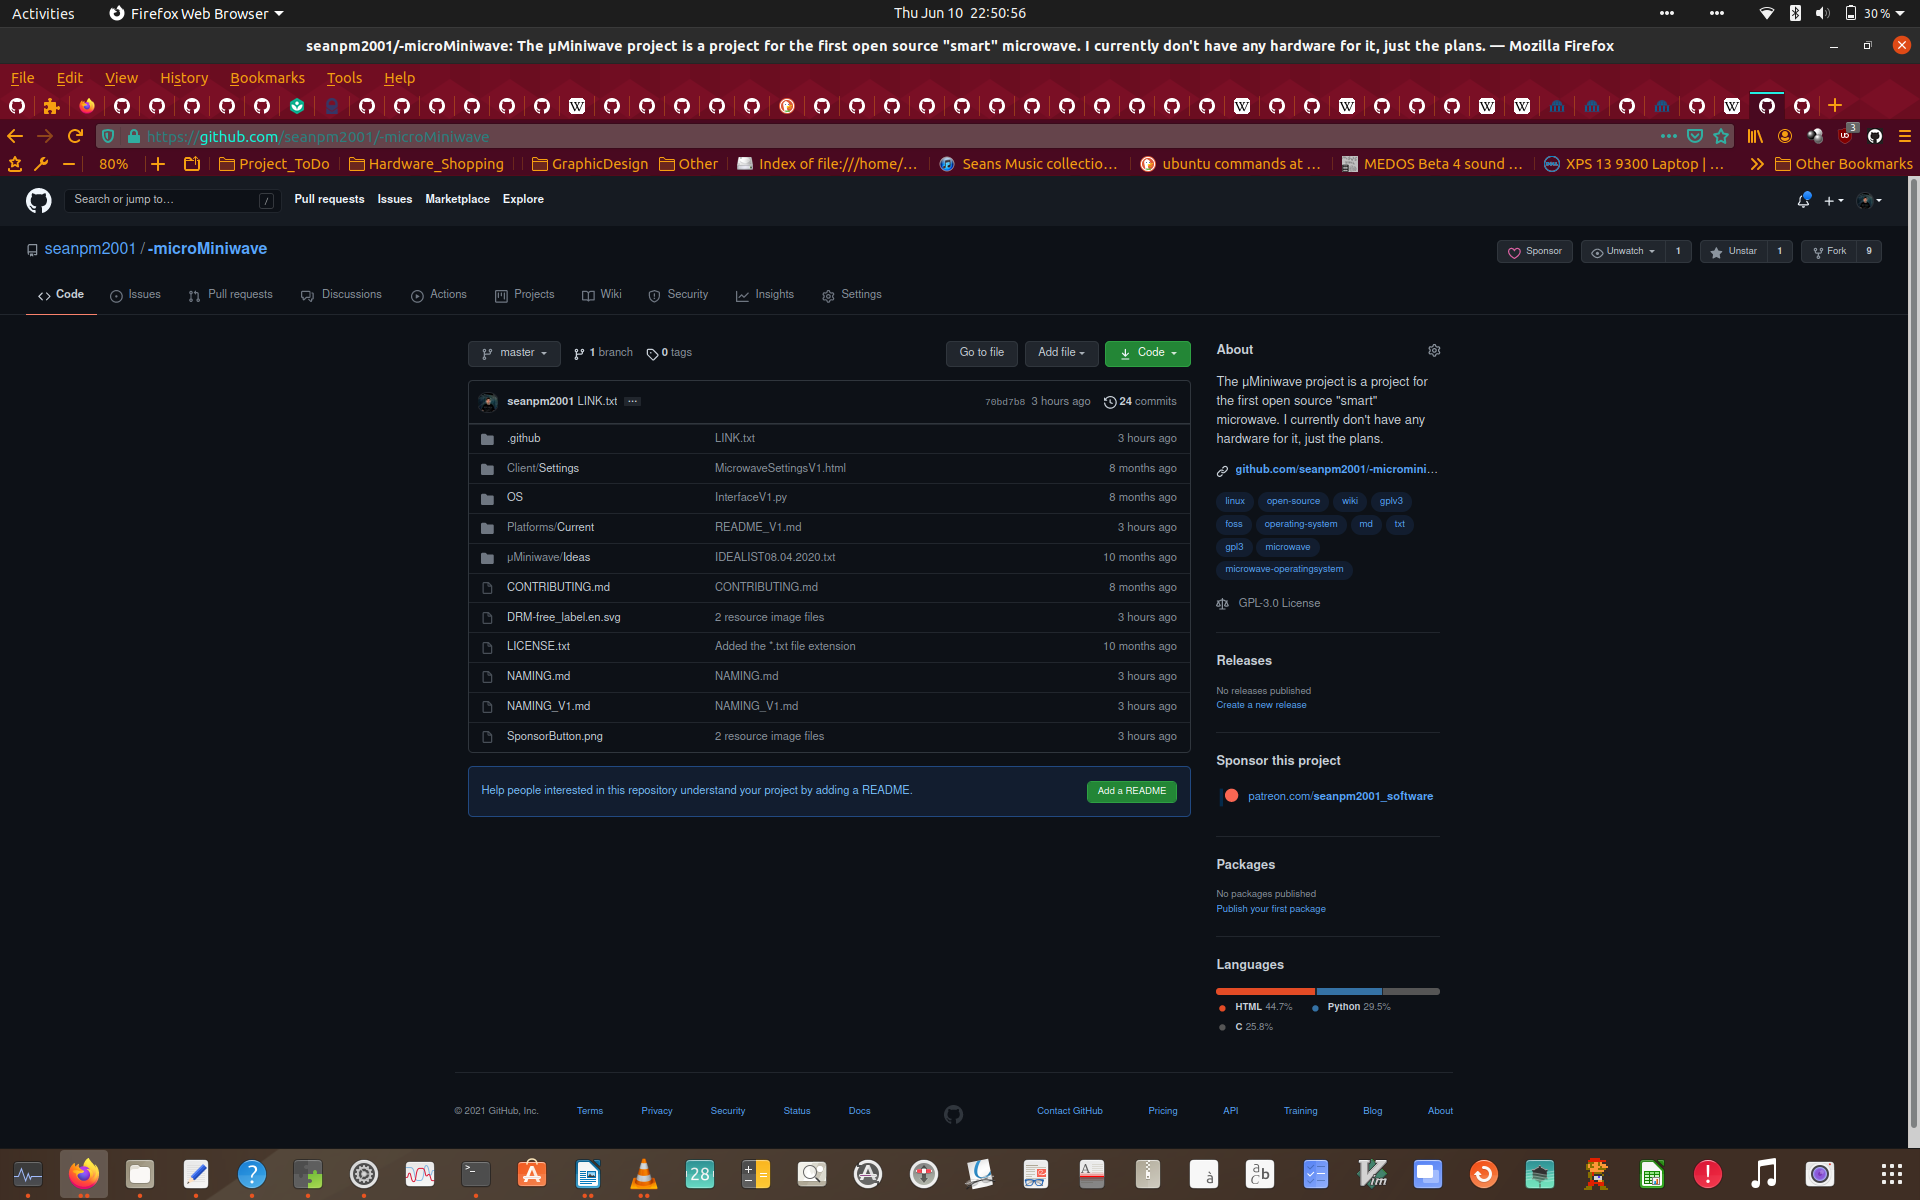 Activities
Firefox Web Browser
Thu Jun 10 22:50:56
30 %
seanpm2001/-microMiniwave: The µMiniwave project is a project for the first open source "smart" microwave. I currently don't have any hardware for it, just the plans. — Mozilla Firefox
File Edit View History Bookmarks Tools Help
https://github.com/seanpm2001/-microMiniwave
3
80%
Project_ToDo
Hardware_Shopping
GraphicDesign
Other
Index of file:///home/…
Seans Music collectio…
ubuntu commands at …
MEDOS Beta 4 sound …
XPS 13 9300 Laptop | …
Other Bookmarks
Search or jump to…
/
Pull requests Issues Marketplace Explore
seanpm2001 / -microMiniwave
Sponsor
Unwatch 1
Unstar 1
Fork 9
Code Issues Pull requests Discussions Actions Projects Wiki Security Insights Settings
master
1 branch
0 tags
Go to file
Add file
Code
seanpm2001 LINK.txt ···
70bd7b8 3 hours ago
24 commits
.github LINK.txt 3 hours ago
Client/Settings MicrowaveSettingsV1.html 8 months ago
OS InterfaceV1.py 8 months ago
Platforms/Current README_V1.md 3 hours ago
µMiniwave/Ideas IDEALIST08.04.2020.txt 10 months ago
CONTRIBUTING.md CONTRIBUTING.md 8 months ago
DRM-free_label.en.svg 2 resource image files 3 hours ago
LICENSE.txt Added the *.txt file extension 10 months ago
NAMING.md NAMING.md 3 hours ago
NAMING_V1.md NAMING_V1.md 3 hours ago
SponsorButton.png 2 resource image files 3 hours ago
Help people interested in this repository understand your project by adding a README.
Add a README
About
The µMiniwave project is a project for
the first open source "smart"
microwave. I currently don't have any
hardware for it, just the plans.
github.com/seanpm2001/-micromini…
linux open-source wiki gplv3
foss operating-system md txt
gpl3 microwave
microwave-operatingsystem
GPL-3.0 License
Releases
No releases published
Create a new release
Sponsor this project
patreon.com/seanpm2001_software
Packages
No packages published
Publish your first package
Languages
HTML 44.7% Python 29.5%
C 25.8%
© 2021 GitHub, Inc. Terms Privacy Security Status Docs Contact GitHub Pricing API Training Blog About
28